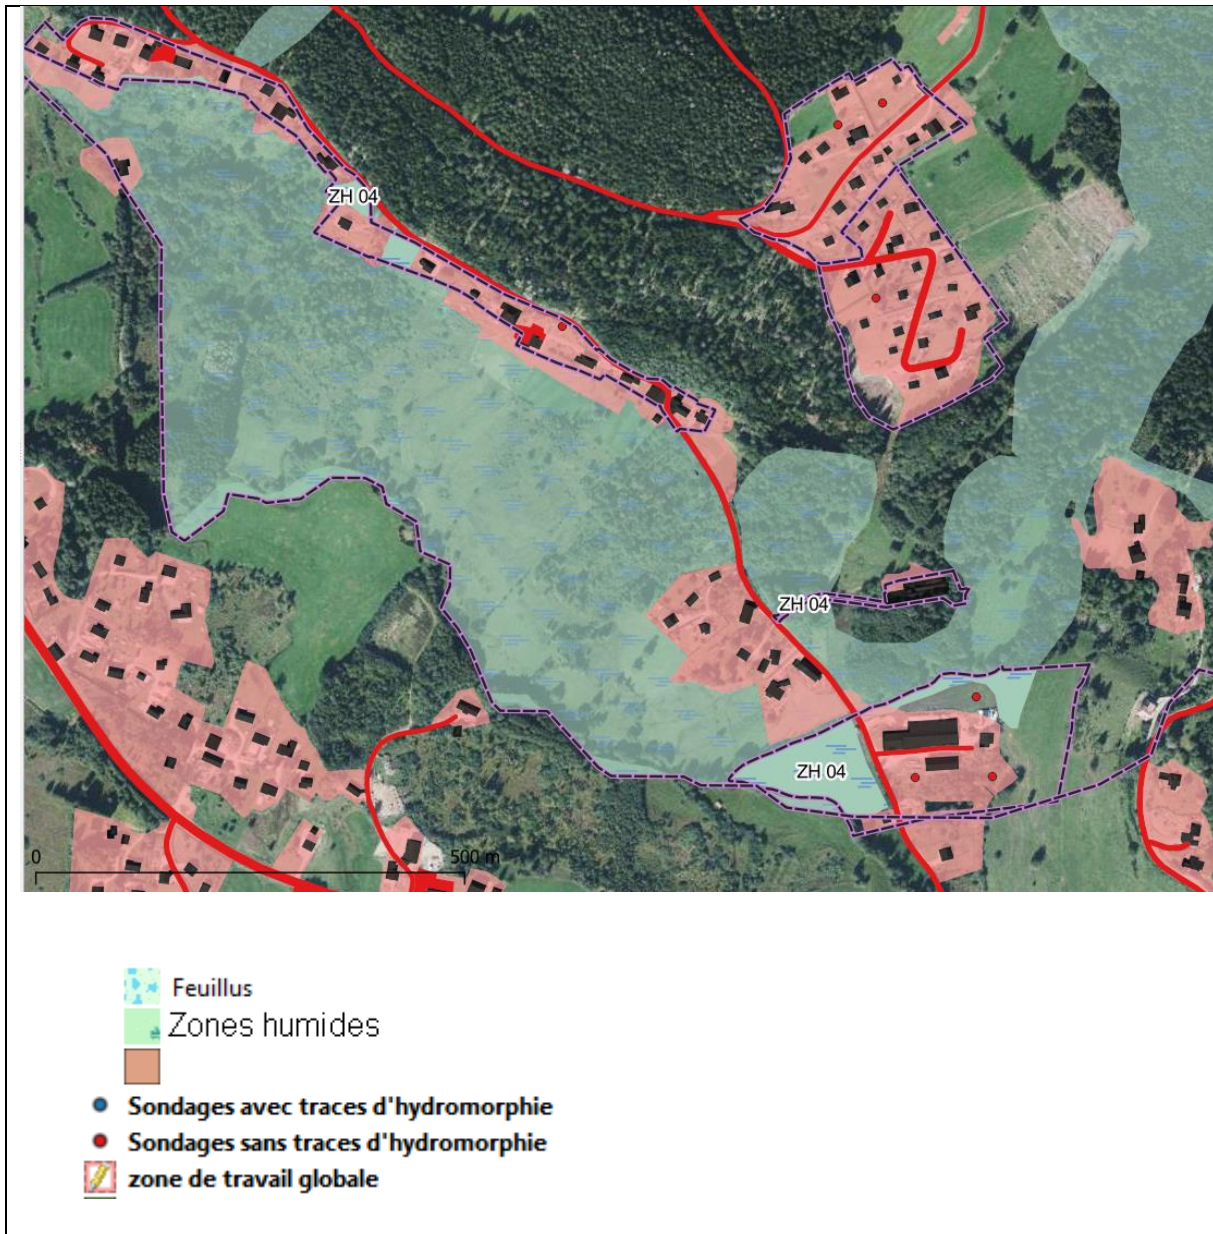 ZH 04
ZH 04
ZH 04
0 500 m
Feuillus
Zones humides
Sondages avec traces d'hydromorphie
Sondages sans traces d'hydromorphie
zone de travail globale